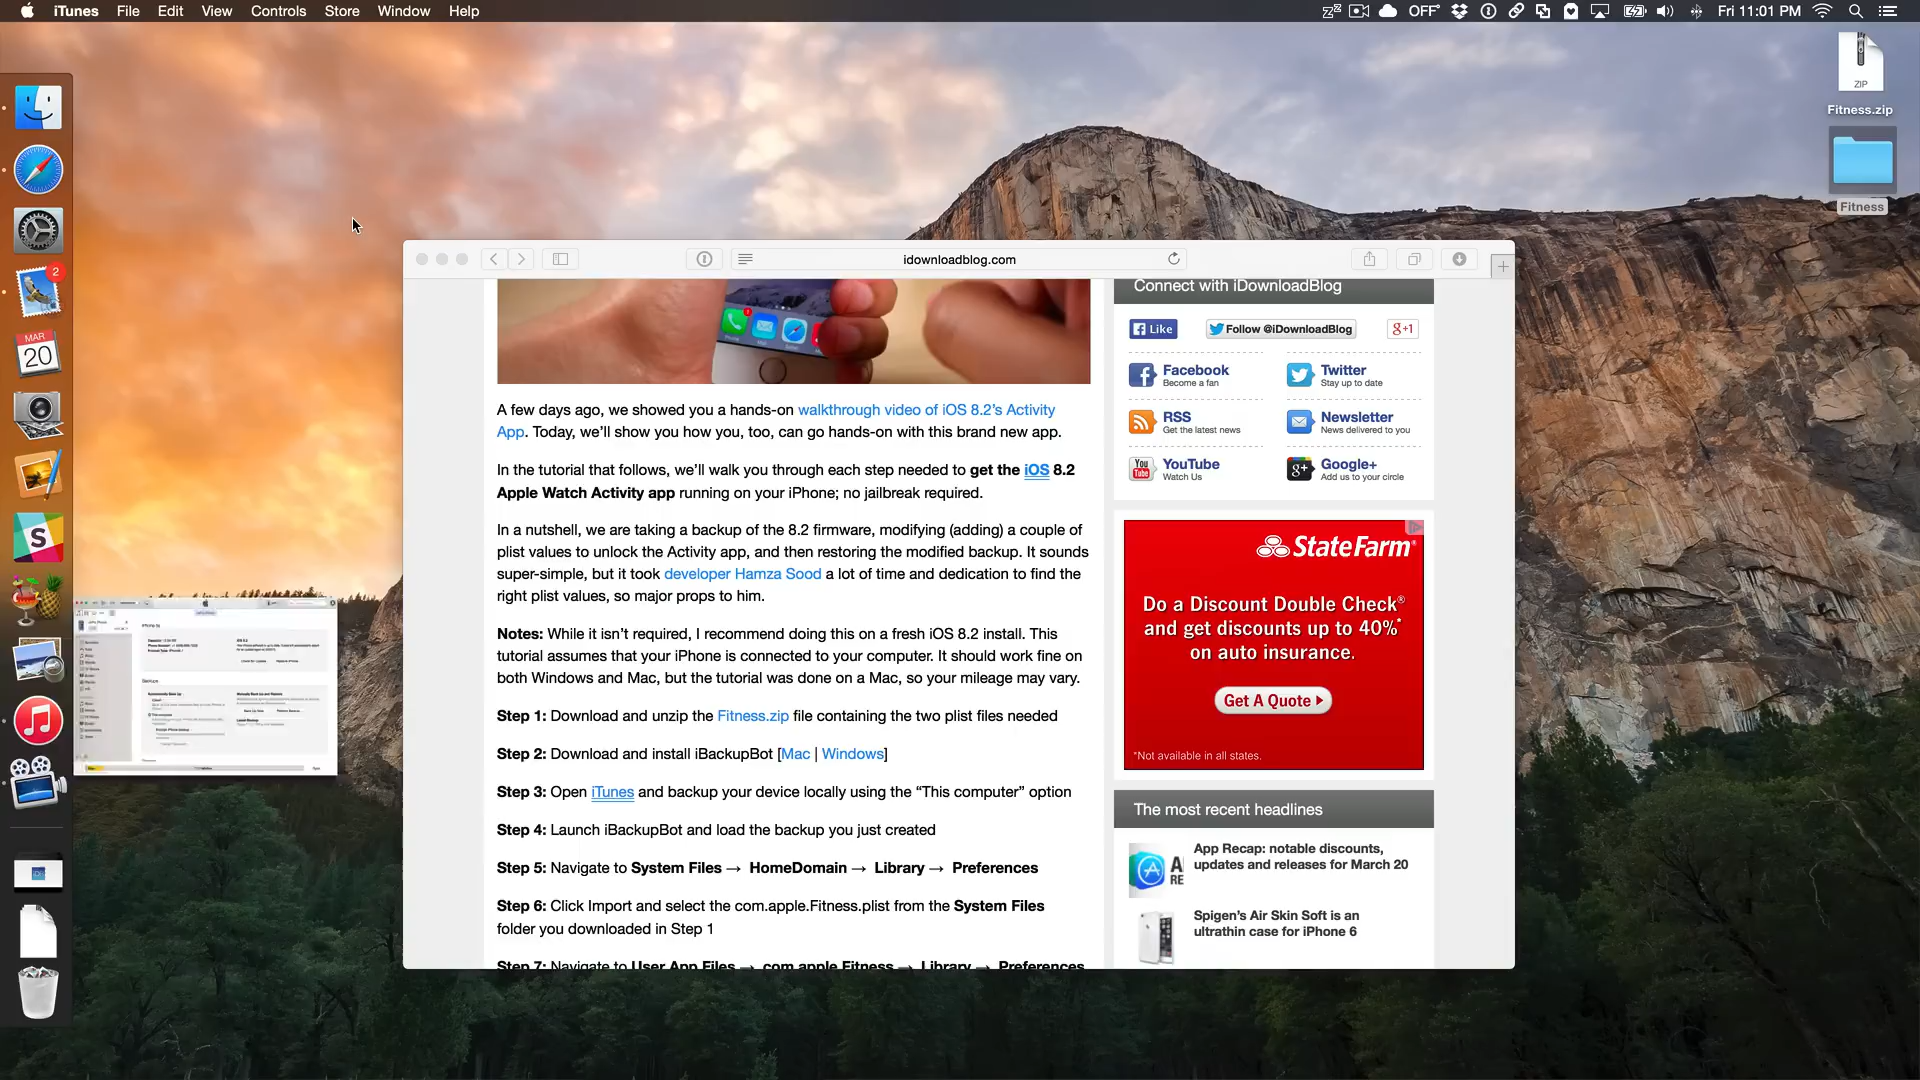 iTunes File Edit View Controls Store Window Help
OFF° Fri 11:01 PM
ZIP
Fitness.zip
Fitness
2
MAR
20
S
idownloadblog.com
A few days ago, we showed you a hands-on walkthrough video of iOS 8.2’s Activity
App. Today, we’ll show you how you, too, can go hands-on with this brand new app.
In the tutorial that follows, we’ll walk you through each step needed to get the iOS 8.2
Apple Watch Activity app running on your iPhone; no jailbreak required.
In a nutshell, we are taking a backup of the 8.2 firmware, modifying (adding) a couple of
plist values to unlock the Activity app, and then restoring the modified backup. It sounds
super-simple, but it took developer Hamza Sood a lot of time and dedication to find the
right plist values, so major props to him.
Notes: While it isn’t required, I recommend doing this on a fresh iOS 8.2 install. This
tutorial assumes that your iPhone is connected to your computer. It should work fine on
both Windows and Mac, but the tutorial was done on a Mac, so your mileage may vary.
Step 1: Download and unzip the Fitness.zip file containing the two plist files needed
Step 2: Download and install iBackupBot [Mac | Windows]
Step 3: Open iTunes and backup your device locally using the “This computer” option
Step 4: Launch iBackupBot and load the backup you just created
Step 5: Navigate to System Files → HomeDomain → Library → Preferences
Step 6: Click Import and select the com.apple.Fitness.plist from the System Files
folder you downloaded in Step 1
Step 7: Navigate to User App Files → com.apple.Fitness → Library → Preferences
Connect with iDownloadBlog
Like
Follow @iDownloadBlog
g+1
Facebook
Become a fan
Twitter
Stay up to date
RSS
Get the latest news
Newsletter
News delivered to you
You Tube
YouTube
Watch Us
g+
Google+
Add us to your circle
StateFarm®
Do a Discount Double Check®
and get discounts up to 40%*
on auto insurance.
Get A Quote
*Not available in all states.
The most recent headlines
App Recap: notable discounts,
updates and releases for March 20
Spigen’s Air Skin Soft is an
ultrathin case for iPhone 6